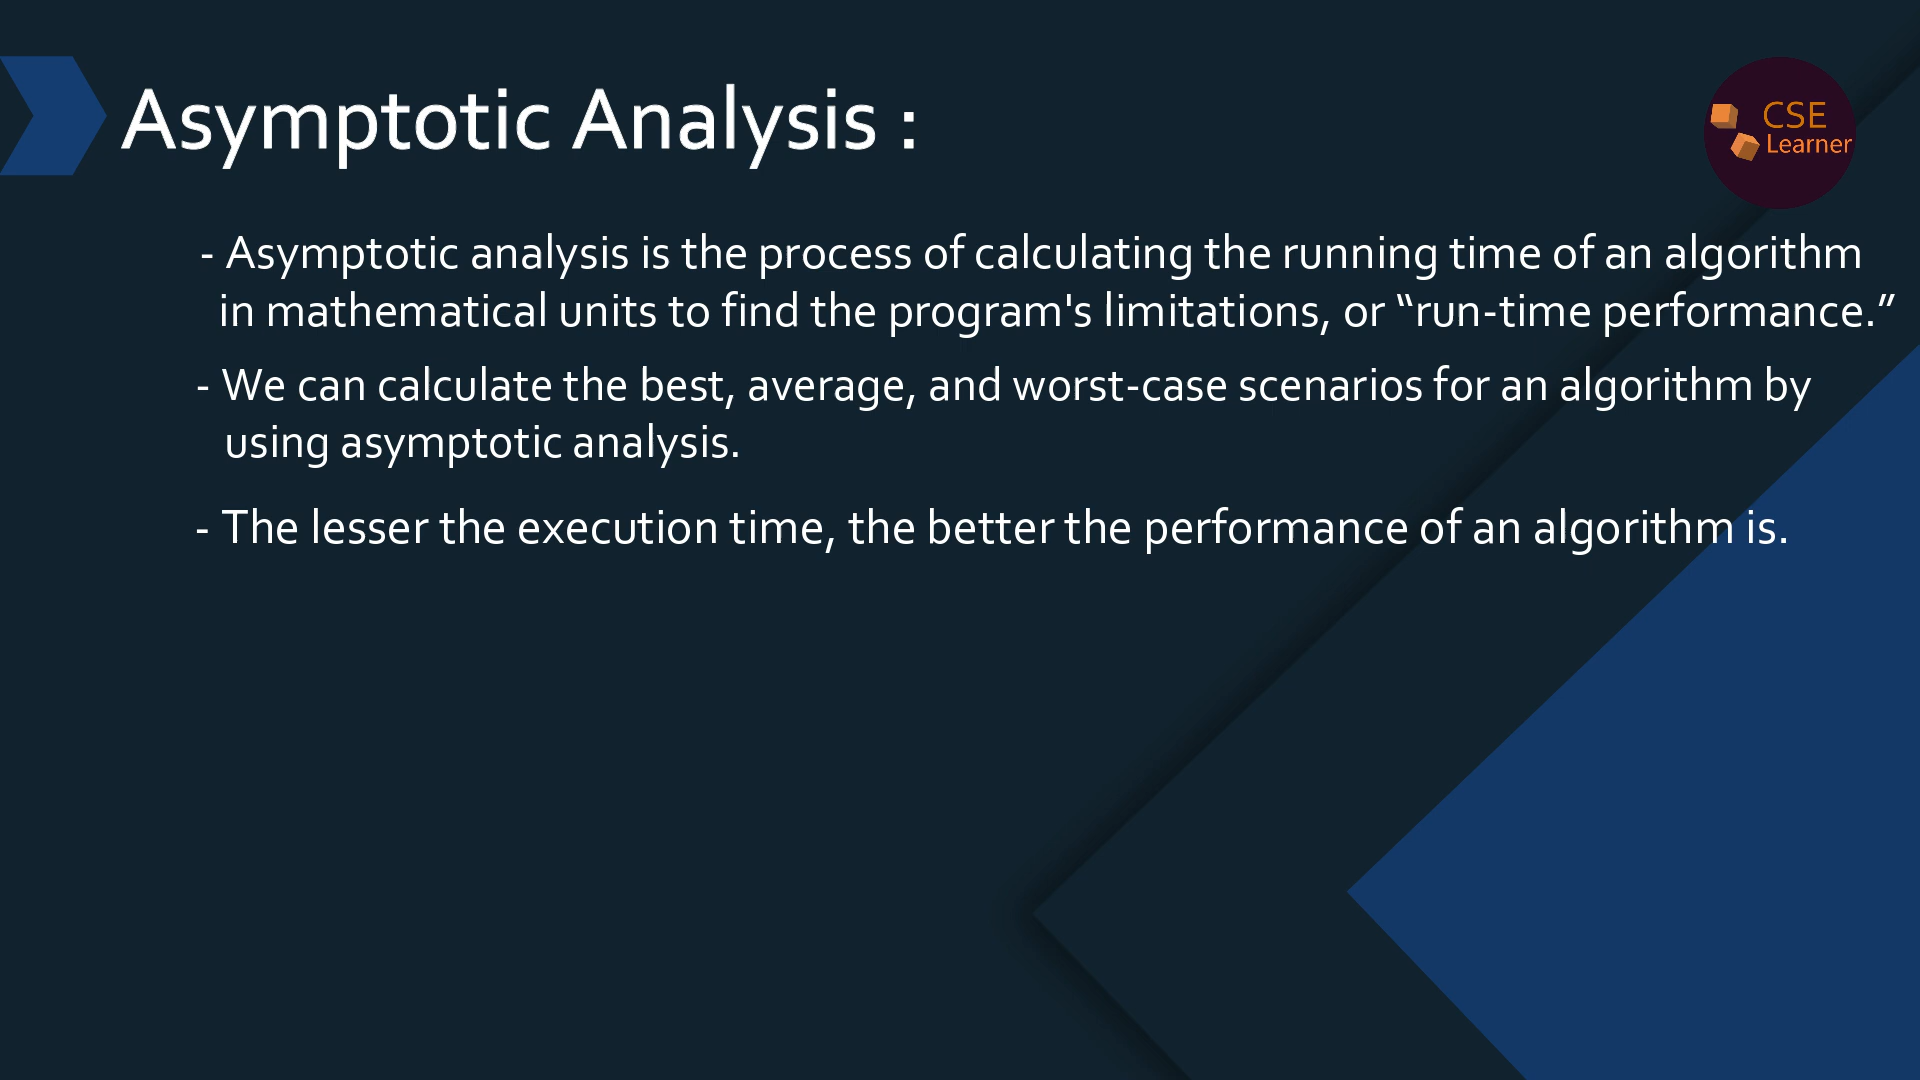 Asymptotic Analysis :
CSE
Learner
- Asymptotic analysis is the process of calculating the running time of an algorithm
in mathematical units to find the program's limitations, or “run-time performance.”
- We can calculate the best, average, and worst-case scenarios for an algorithm by
using asymptotic analysis.
- The lesser the execution time, the better the performance of an algorithm is.